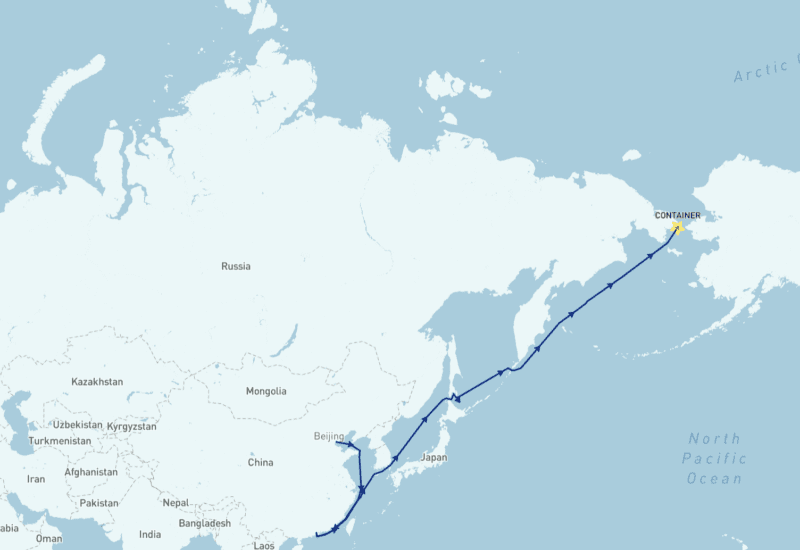 Arctic
CONTAINER
Russia
Kazakhstan
Mongolia
Uzbekistan
Kyrgyzstan
Turkmenistan
Beijing
Japan
China
Afghanistan
Iran
Pakistan
Nepal
North
Pacific
Ocean
Bangladesh
India
Oman
Laos